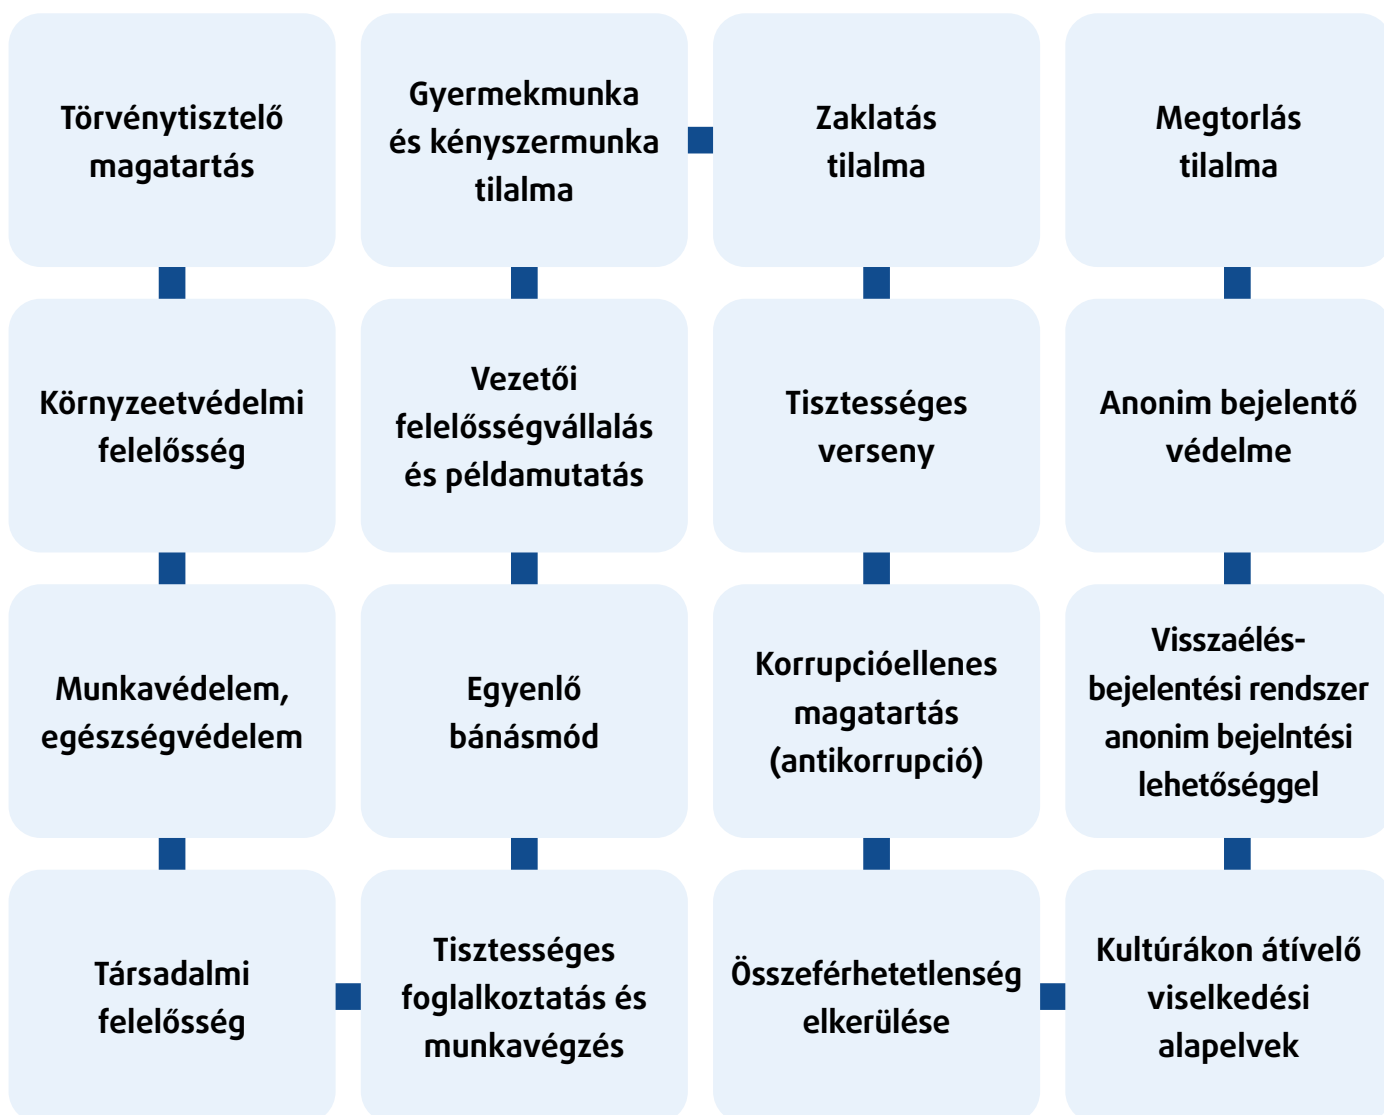 Törvénytisztelő
magatartás
Környzeetvédelmi
felelősség
Munkavédelem,
egészségvédelem
Társadalmi
felelősség
Tisztességes
foglalkoztatás és
munkavégzés
Egyenlő
bánásmód
Vezetői
felelősségvállalás
és példamutatás
Gyermekmunka
és kényszermunka
tilalma
Zaklatás
tilalma
Tisztességes
verseny
Korrupcióellenes
magatartás
(antikorrupció)
Összeférhetetlenség
elkerülése
Kultúrákon átívelő
viselkedési
alapelvek
Visszaélés-
bejelentési rendszer
anonim bejelntési
lehetőséggel
Anonim bejelentő
védelme
Megtorlás
tilalma